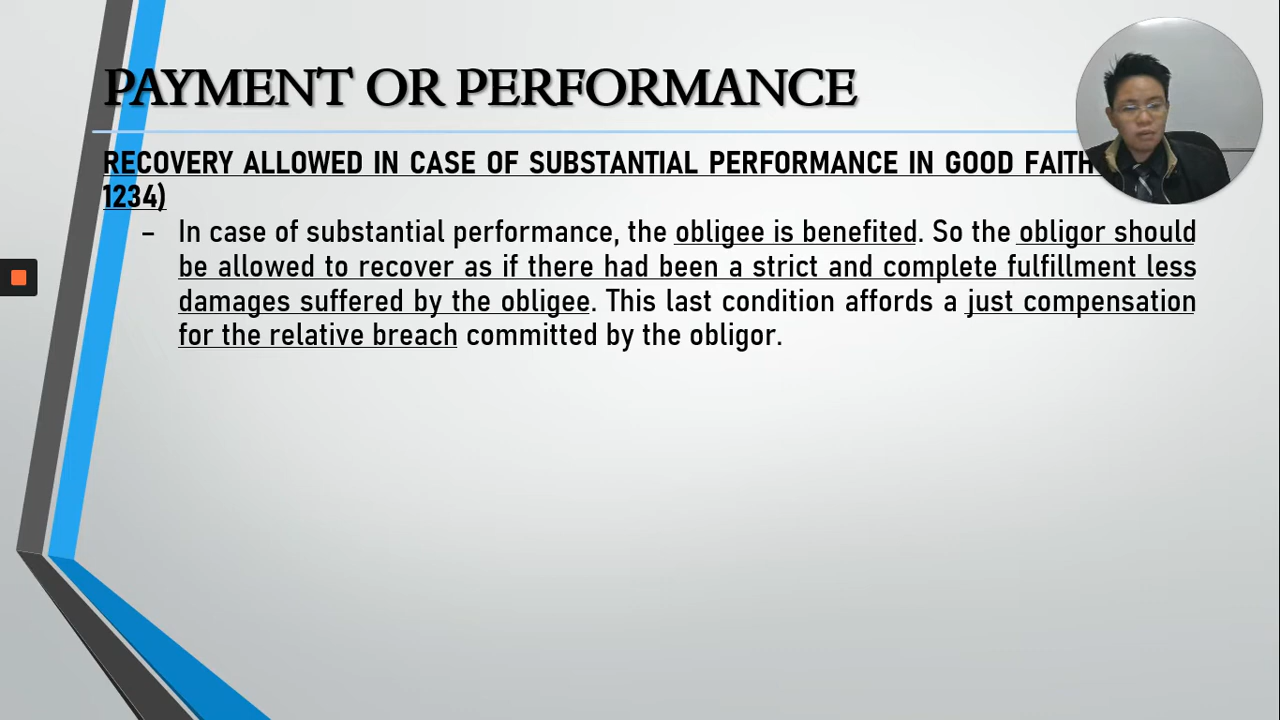 PAYMENT OR PERFORMANCE
RECOVERY ALLOWED IN CASE OF SUBSTANTIAL PERFORMANCE IN GOOD FAITH
1234)
– In case of substantial performance, the obligee is benefited. So the obligor should
be allowed to recover as if there had been a strict and complete fulfillment less
damages suffered by the obligee. This last condition affords a just compensation
for the relative breach committed by the obligor.